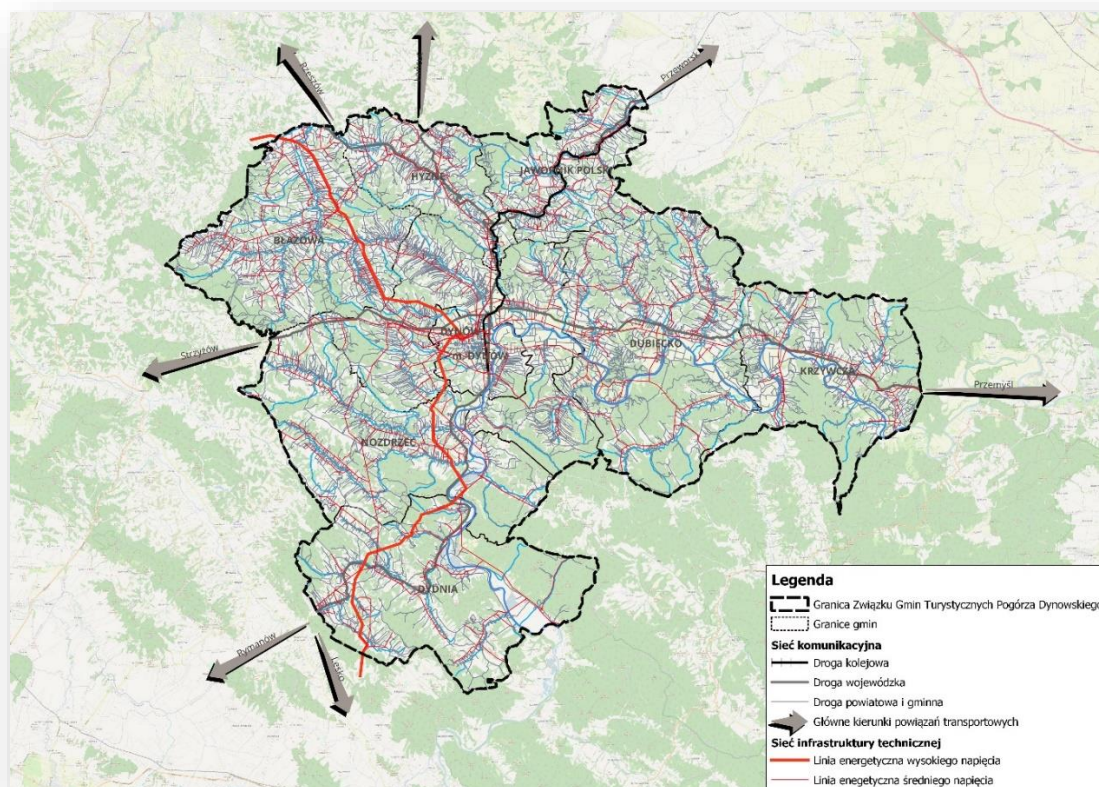 Rzeszów
Przeworsk
JAWORNIK POLSKI
HYŻNE
BŁAŻOWA
m. DYNÓW
DUBIECKO
Strzyżów
KRZYWCZA
Przemyśl
NOZDRZEC
DYDNIA
Rymanów
Lesko
Legenda
Granica Związku Gmin Turystycznych Pogórza Dynowskiego
Granice gmin
Sieć komunikacyjna
Droga kolejowa
Droga wojewódzka
Droga powiatowa i gminna
Główne kierunki powiązań transportowych
Sieć infrastruktury technicznej
Linia energetyczna wysokiego napięcia
Linia enegetyczna średniego napięcia